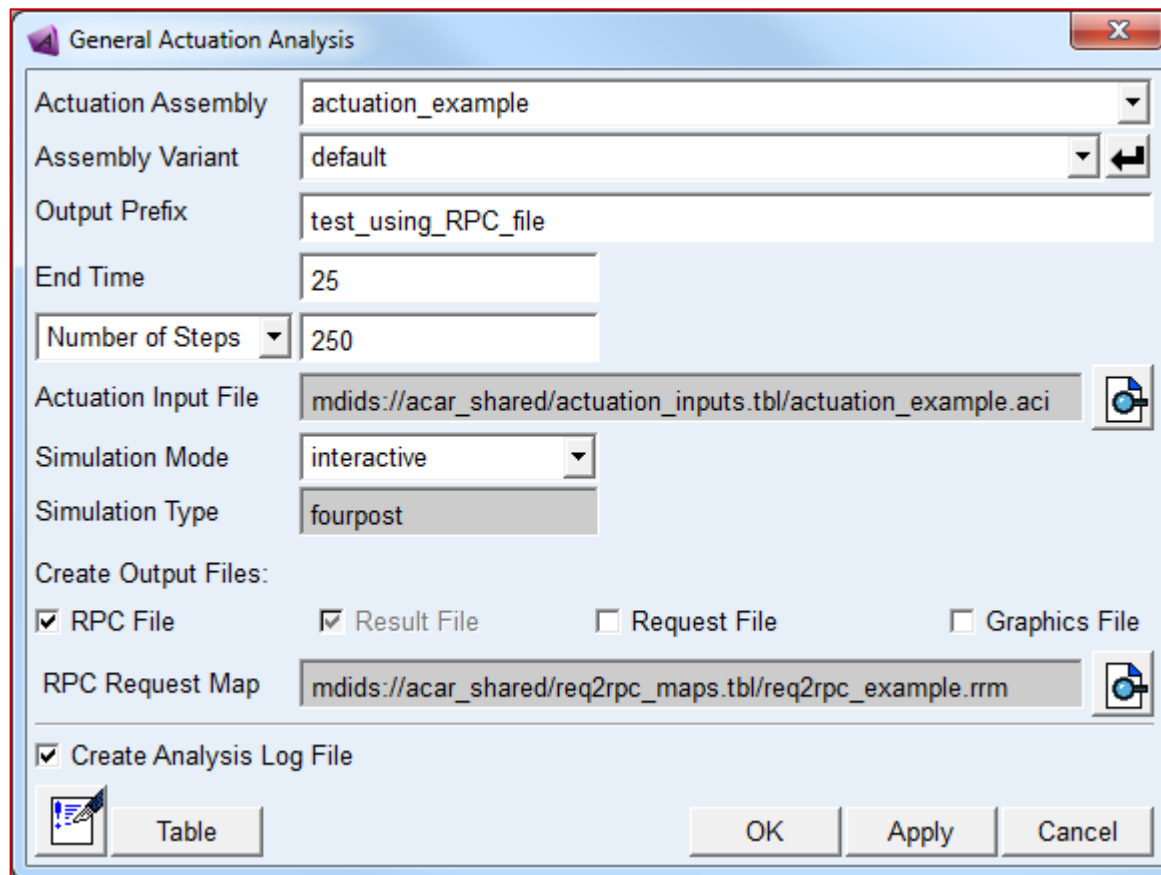 General Actuation Analysis
Actuation Assembly actuation_example
Assembly Variant default
Output Prefix test_using_RPC_file
End Time 25
Number of Steps 250
Actuation Input File mdids://acar_shared/actuation_inputs.tbl/actuation_example.aci
Simulation Mode interactive
Simulation Type fourpost
Create Output Files:
RPC File Result File Request File Graphics File
RPC Request Map mdids://acar_shared/req2rpc_maps.tbl/req2rpc_example.rrm
Create Analysis Log File
Table OK Apply Cancel